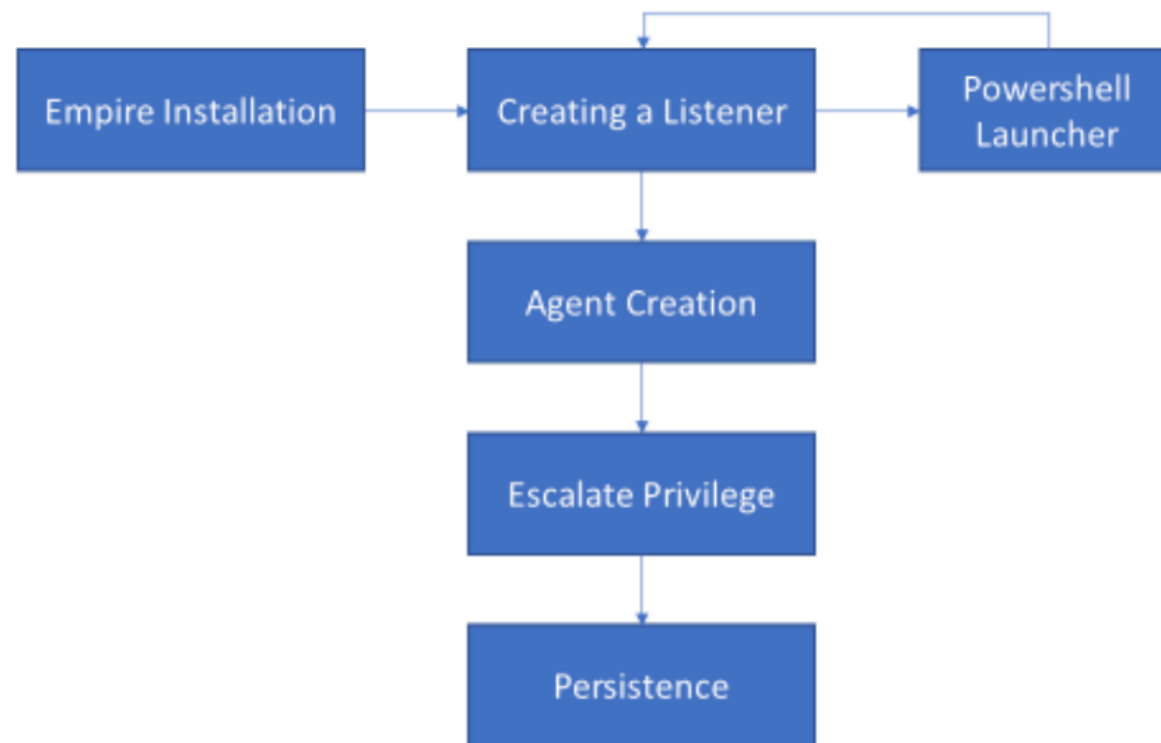 Empire Installation
Creating a Listener
Powershell
Launcher
Agent Creation
Escalate Privilege
Persistence